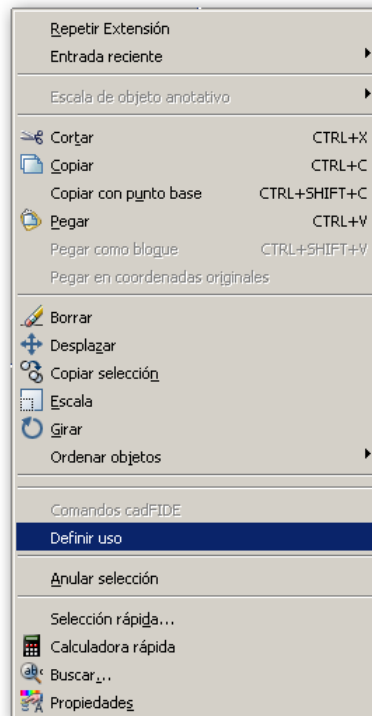 Repetir Extensión
Entrada reciente
Escala de objeto anotativo
Cortar CTRL+X
Copiar CTRL+C
Copiar con punto base CTRL+SHIFT+C
Pegar CTRL+V
Pegar como bloque CTRL+SHIFT+V
Pegar en coordenadas originales
Borrar
Desplazar
Copiar selección
Escala
Girar
Ordenar objetos
Comandos cadFIDE
Definir uso
Anular selección
Selección rápida...
Calculadora rápida
Buscar...
Propiedades